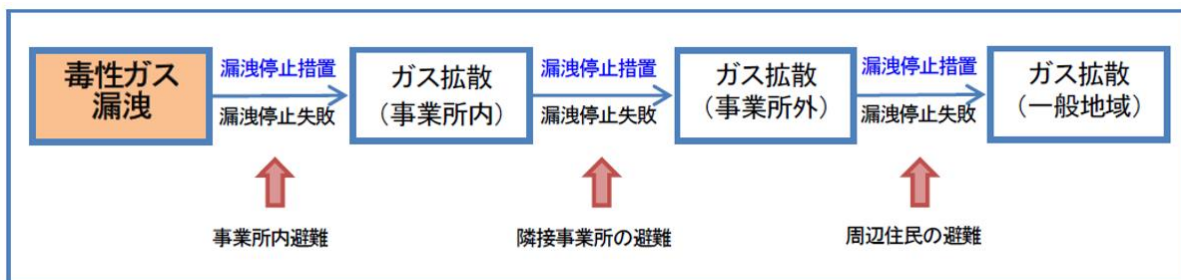 毒性ガス
漏洩
漏洩停止措置
漏洩停止失敗
ガス拡散
（事業所内）
漏洩停止措置
漏洩停止失敗
ガス拡散
（事業所外）
漏洩停止措置
漏洩停止失敗
ガス拡散
（一般地域）
事業所内避難
隣接事業所の避難
周辺住民の避難